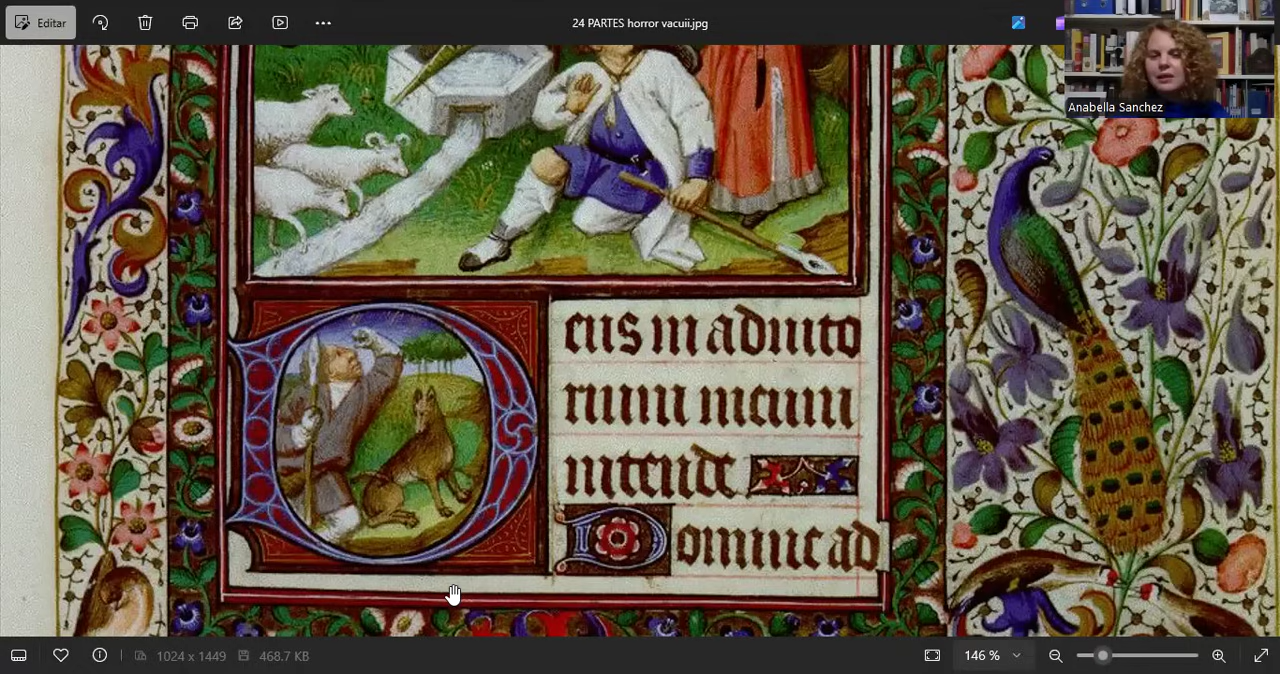 Editar
24 PARTES horror vacuii.jpg
Anabella Sanchez
Deus in adiuto
rium meum
intende
Domine ad
1024 x 1449
468.7 KB
146 %